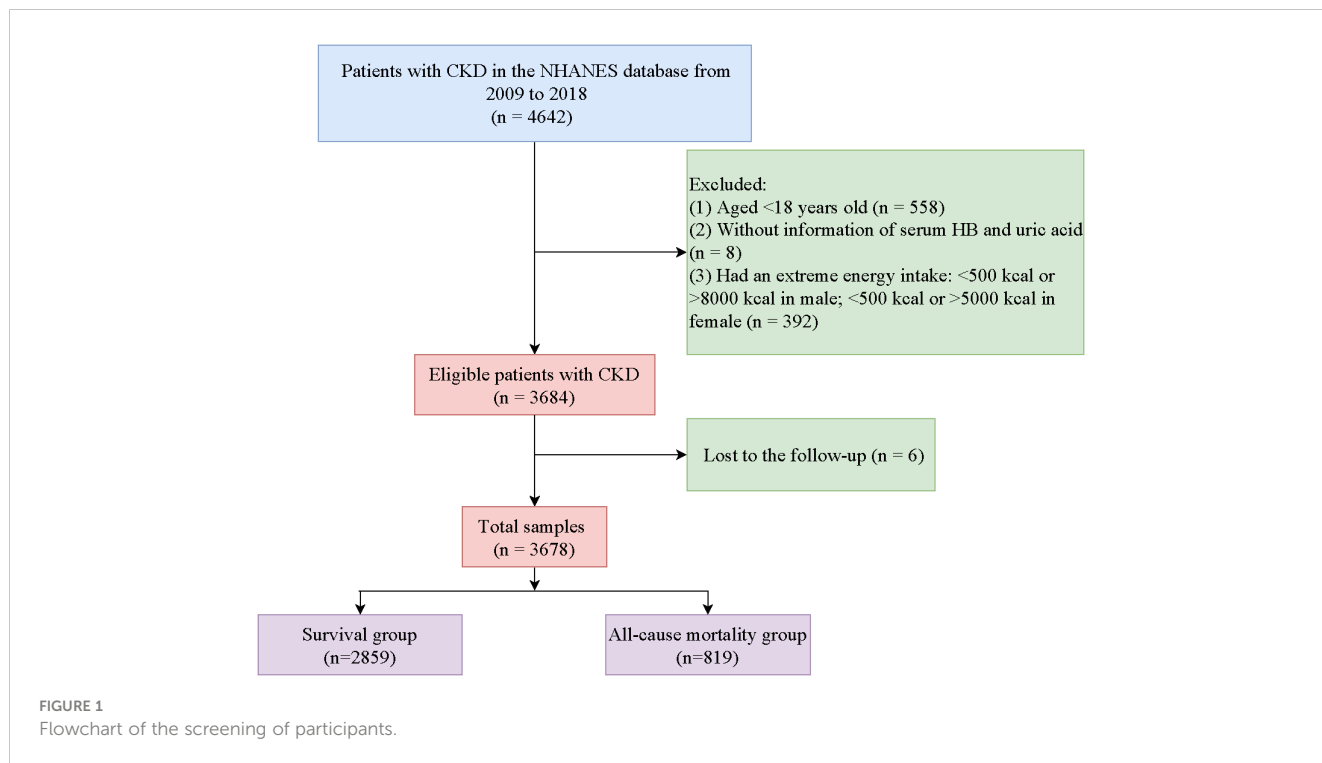 Patients with CKD in the NHANES database from
2009 to 2018
(n = 4642)
Excluded:
(1) Aged <18 years old (n = 558)
(2) Without information of serum HB and uric acid
(n = 8)
(3) Had an extreme energy intake: <500 kcal or
>8000 kcal in male; <500 kcal or >5000 kcal in
female (n = 392)
Eligible patients with CKD
(n = 3684)
Lost to the follow-up (n = 6)
Total samples
(n = 3678)
Survival group
(n=2859)
All-cause mortality group
(n=819)
FIGURE 1
Flowchart of the screening of participants.